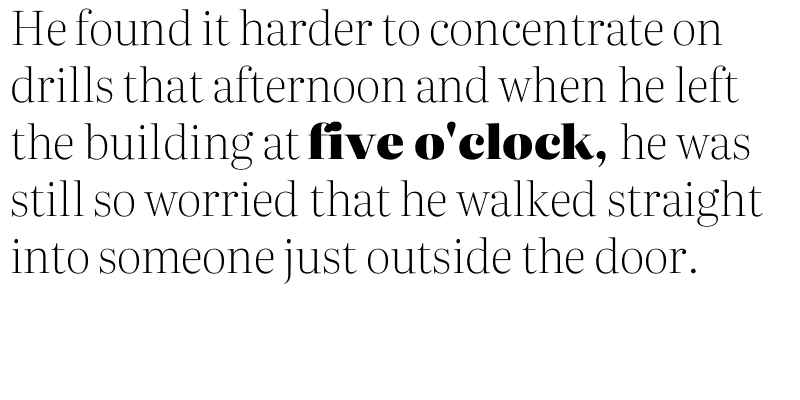 He found it harder to concentrate on
drills that afternoon and when he left
the building at five o'clock, he was
still so worried that he walked straight
into someone just outside the door.